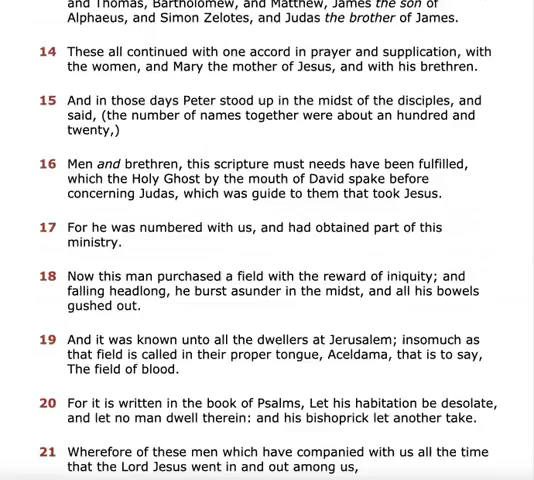 and Thomas, Bartholomew, and Matthew, James the son of
Alphaeus, and Simon Zelotes, and Judas the brother of James.
14 These all continued with one accord in prayer and supplication, with
the women, and Mary the mother of Jesus, and with his brethren.
15 And in those days Peter stood up in the midst of the disciples, and
said, (the number of names together were about an hundred and
twenty,)
16 Men and brethren, this scripture must needs have been fulfilled,
which the Holy Ghost by the mouth of David spake before
concerning Judas, which was guide to them that took Jesus.
17 For he was numbered with us, and had obtained part of this
ministry.
18 Now this man purchased a field with the reward of iniquity; and
falling headlong, he burst asunder in the midst, and all his bowels
gushed out.
19 And it was known unto all the dwellers at Jerusalem; insomuch as
that field is called in their proper tongue, Aceldama, that is to say,
The field of blood.
20 For it is written in the book of Psalms, Let his habitation be desolate,
and let no man dwell therein: and his bishoprick let another take.
21 Wherefore of these men which have companied with us all the time
that the Lord Jesus went in and out among us,